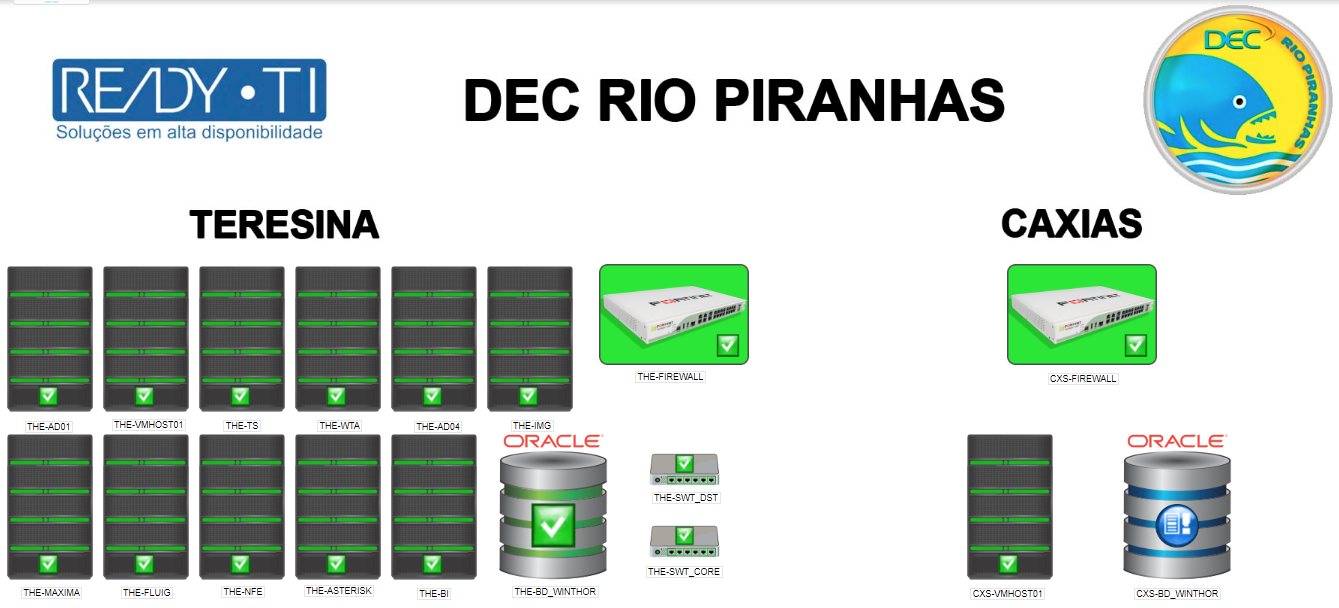 READY • TI
Soluções em alta disponibilidade
DEC RIO PIRANHAS
DEC RIO PIRANHAS
TERESINA
CAXIAS
FORTINET
FORTINET
THE-FIREWALL
CXS-FIREWALL
THE-AD01
THE-VMHOST01
THE-TS
THE-WTA
THE-AD04
THE-IMG
ORACLE
ORACLE
THE-SWT_DST
THE-SWT_CORE
THE-MAXIMA
THE-FLUIG
THE-NFE
THE-ASTERISK
THE-BI
THE-BD_WINTHOR
CXS-VMHOST01
CXS-BD_WINTHOR